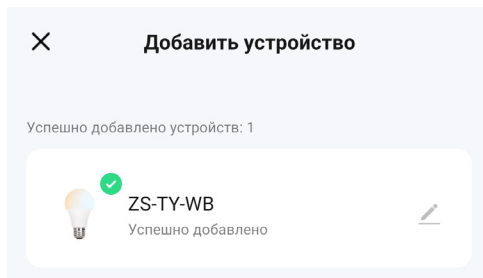 Добавить устройство
Успешно добавлено устройств: 1
ZS-TY-WB
Успешно добавлено